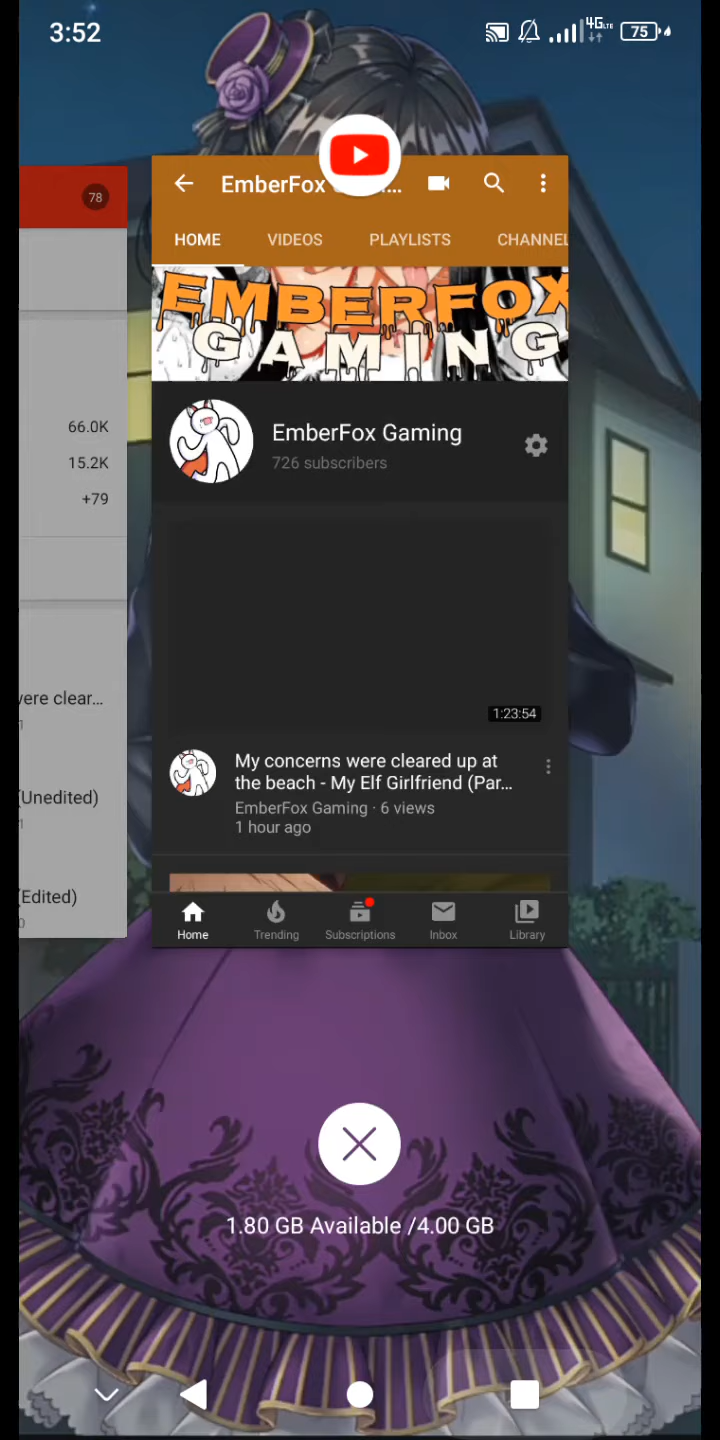 3:52
4G LTE
75
78
EmberFox
...
HOME
VIDEOS
PLAYLISTS
CHANNEL
EMBERFOX
GAMING
EmberFox Gaming
726 subscribers
66.0K
15.2K
+79
1:23:54
were clear...
My concerns were cleared up at
the beach - My Elf Girlfriend (Par...
EmberFox Gaming · 6 views
1 hour ago
(Unedited)
(Edited)
Home
Trending
Subscriptions
Inbox
Library
1.80 GB Available /4.00 GB